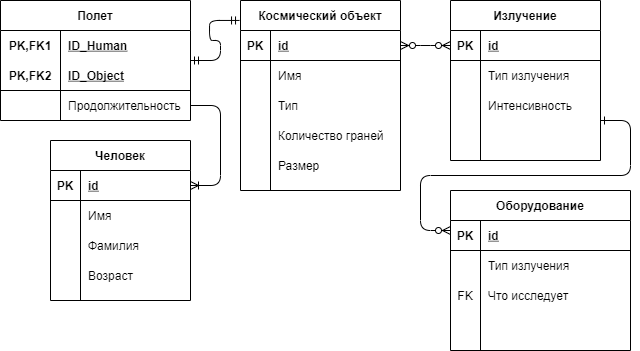 Полет
PK,FK1 ID_Human
PK,FK2 ID_Object
Продолжительность
Космический объект
PK id
Имя
Тип
Количество граней
Размер
Излучение
PK id
Тип излучения
Интенсивность
Человек
PK id
Имя
Фамилия
Возраст
Оборудование
PK id
Тип излучения
FK Что исследует